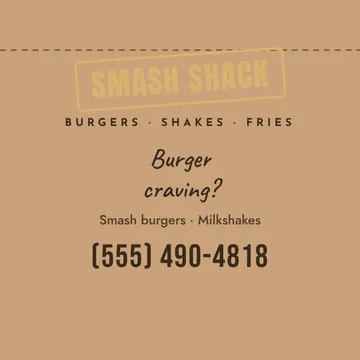 SMASH SHACK
BURGERS · SHAKES · FRIES
Burger
craving?
Smash burgers · Milkshakes
(555) 490-4818